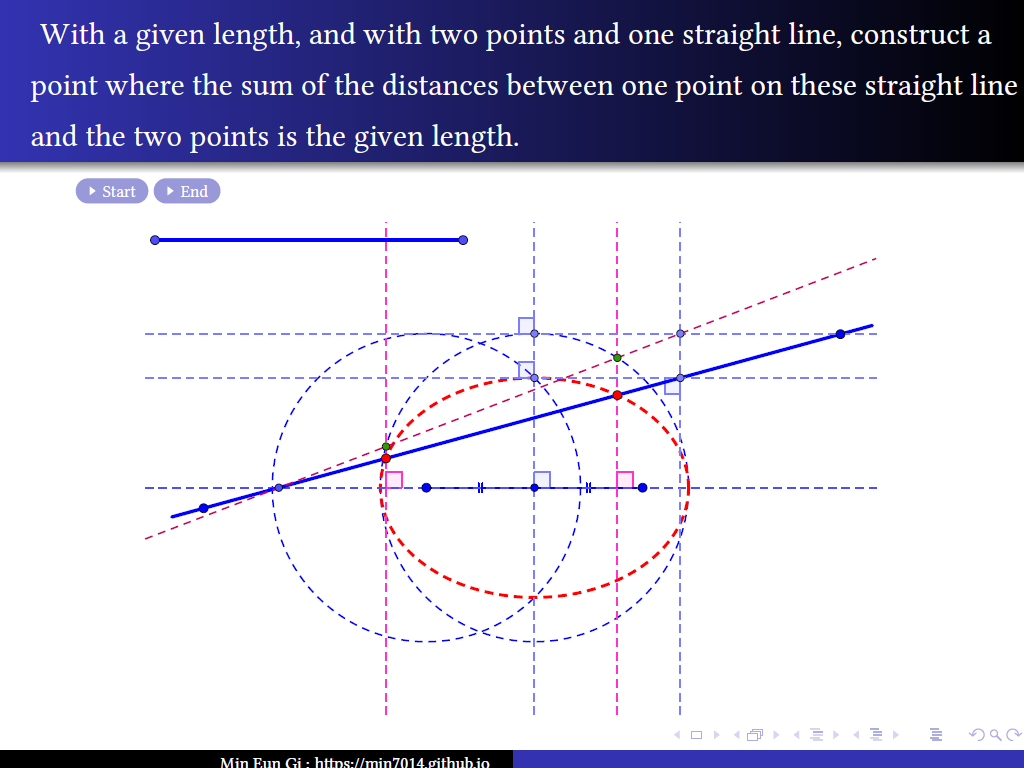 With a given length, and with two points and one straight line, construct a
point where the sum of the distances between one point on these straight line
and the two points is the given length.
Start
End
Min Eun Gi : https://min7014.github.io